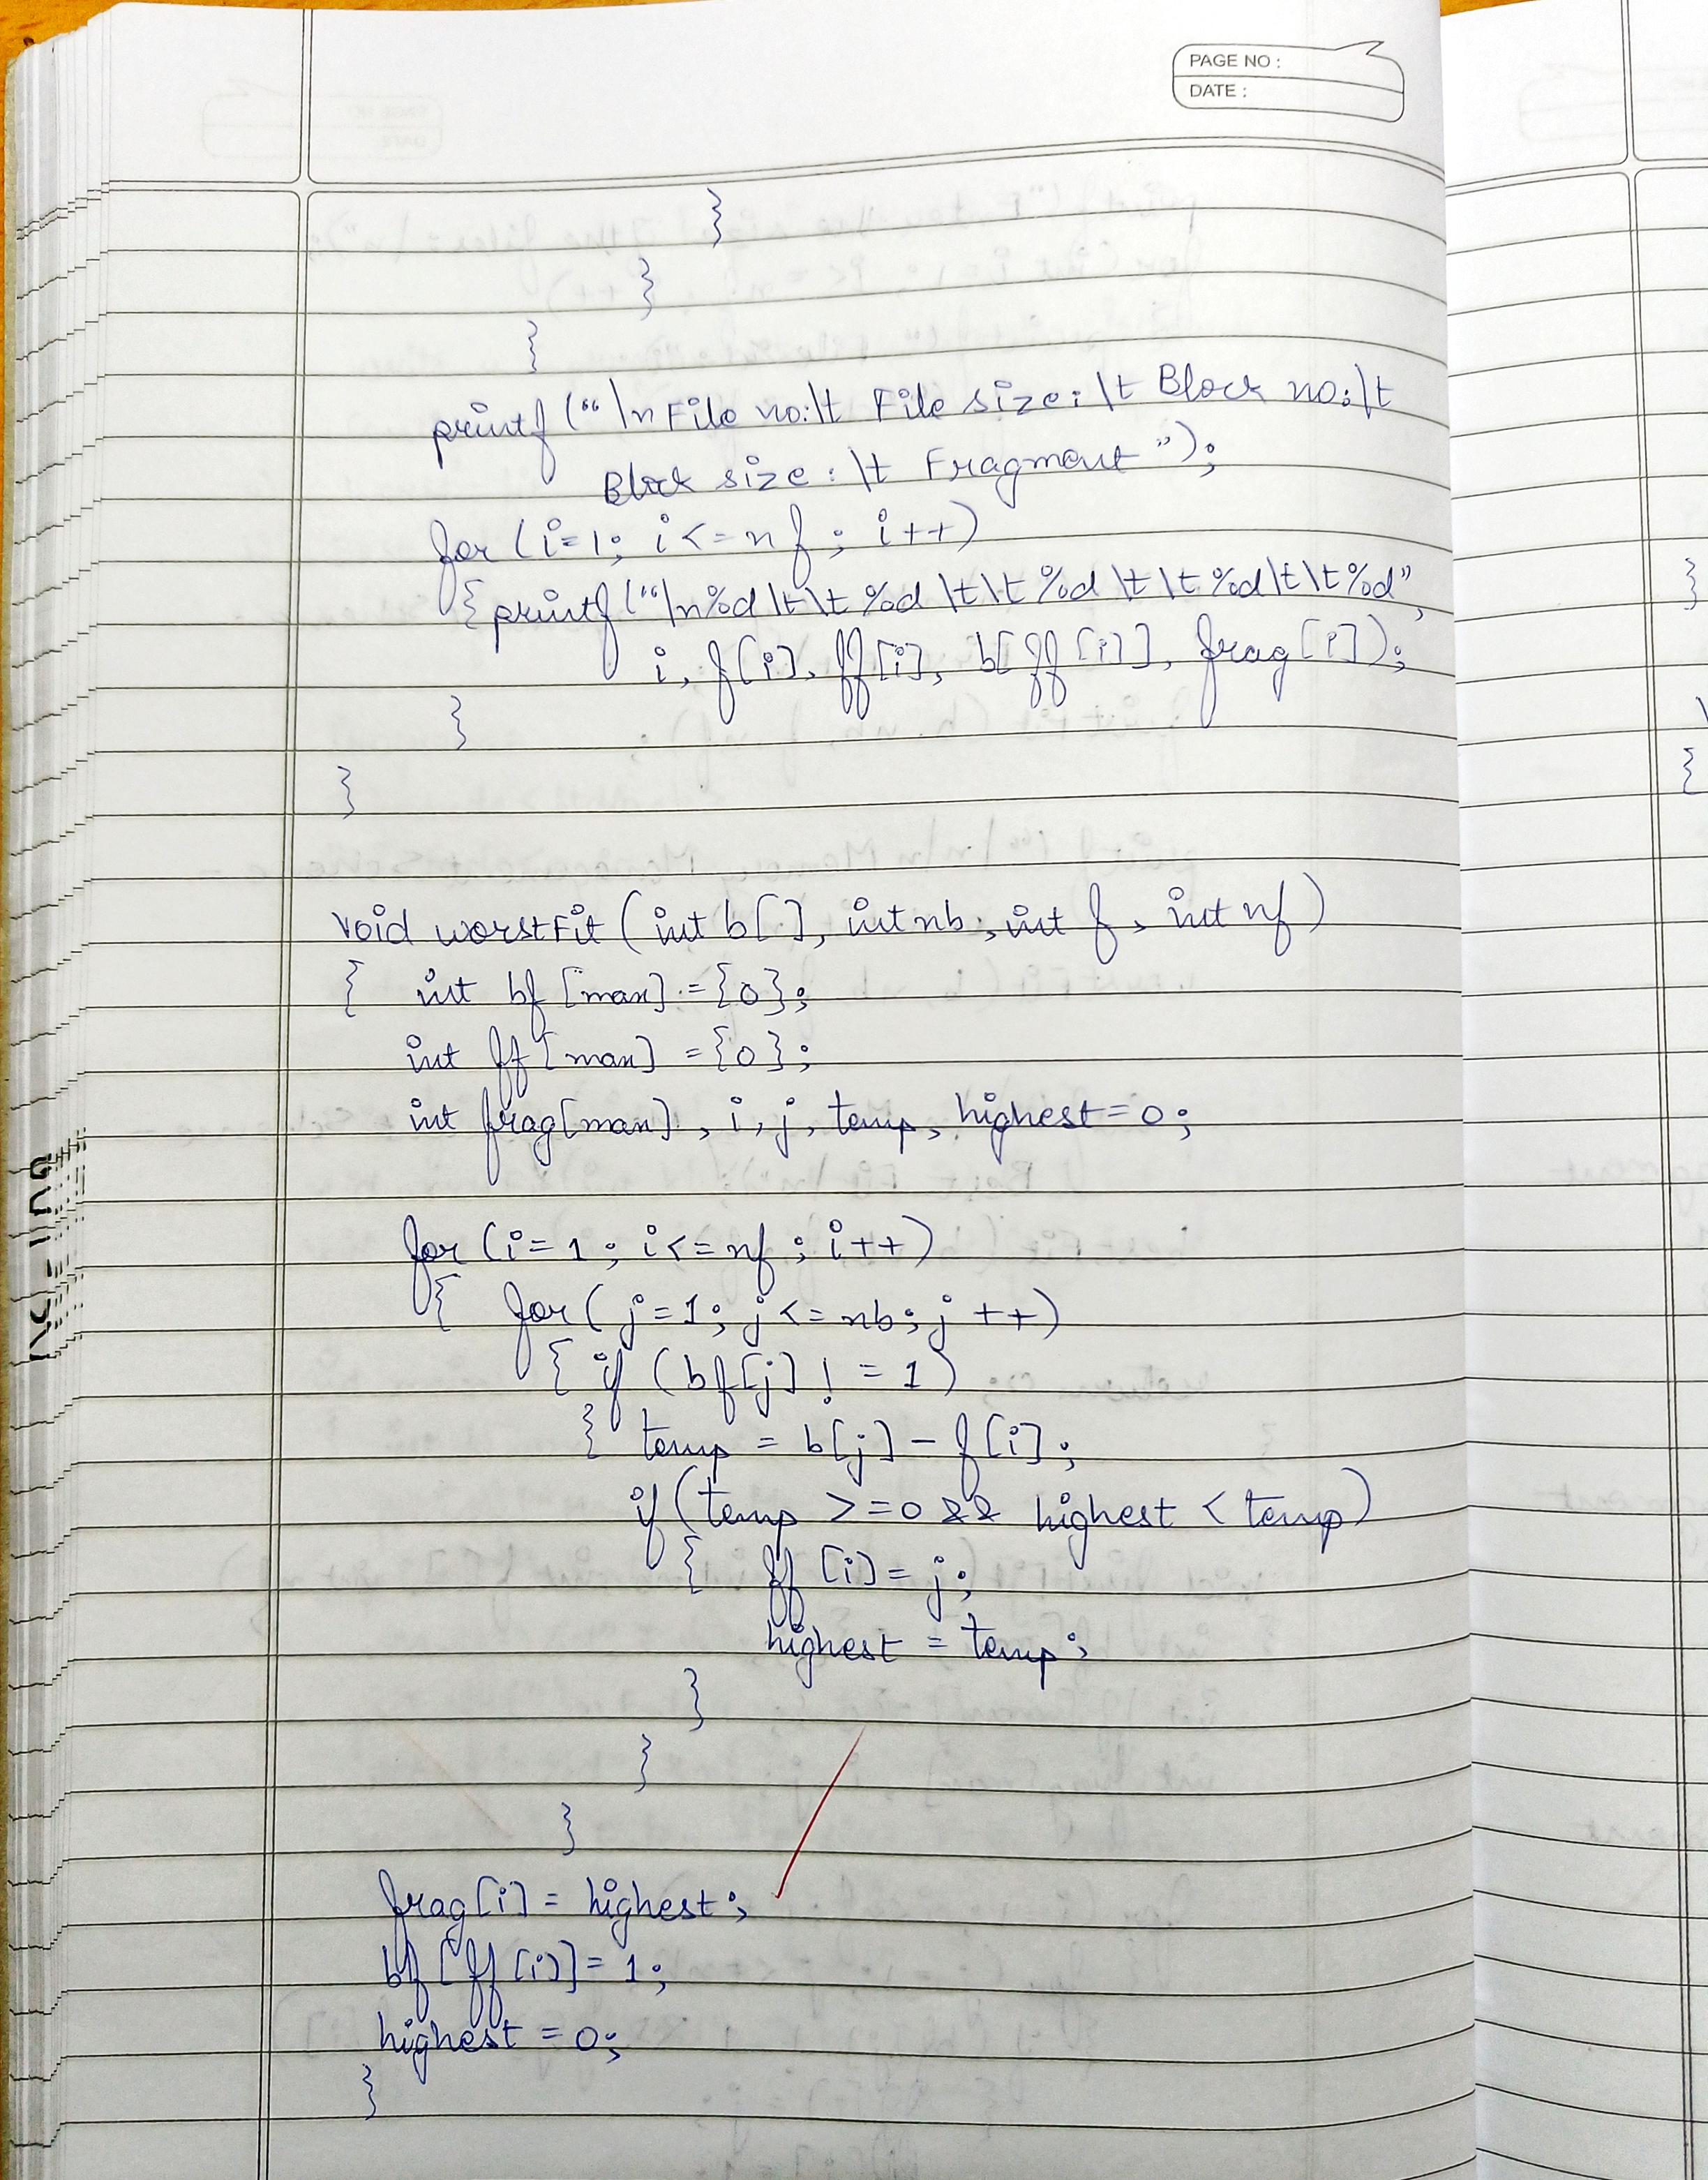 PAGE NO :
DATE :
}
}
}
printf ("\n File no:\t File size:\t Block no:\t
Block size:\t Fragment");
for (i=1; i<=nf; i++)
{ printf ("\n%d\t\t%d\t\t%d\t\t%d\t\t%d",
i, f[i], ff[i], b[ff[i]], frag[i]);
}
}
void worstFit (int b[], int nb, int f, int nf)
{ int bf [max] = {0};
int ff [max] = {0};
int frag[max], i, j, temp, highest=0;
for (i=1; i<=nf; i++)
{ for (j=1; j<=nb; j++)
{ if (bf[j] != 1)
{ temp = b[j] - f[i];
if (temp >=0 && highest < temp)
{ ff [i] = j;
highest = temp;
}
}
}
frag[i] = highest;
bf [ff [i]] = 1;
highest = 0;
}
}
{